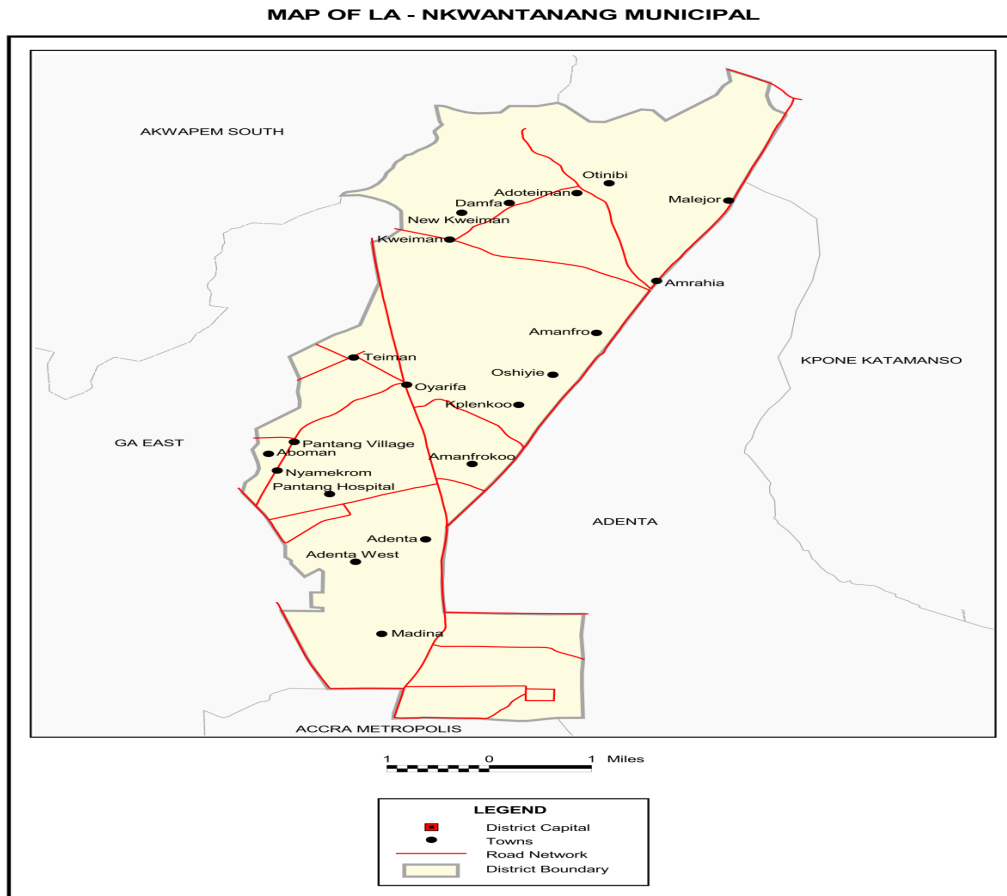 MAP OF LA - NKWANTANANG MUNICIPAL
AKWAPEM SOUTH
Otinibi
Adoteiman
Malejor
Damfa
New Kweiman
Kweiman
Amrahia
Amanfro
Teiman
KPONE KATAMANSO
Oshiyie
Oyarifa
Kplenkoo
GA EAST
Pantang Village
Aboman
Amanfrokoo
Nyamekrom
Pantang Hospital
ADENTA
Adenta
Adenta West
Madina
ACCRA METROPOLIS
1 0 1 Miles
LEGEND
District Capital
Towns
Road Network
District Boundary